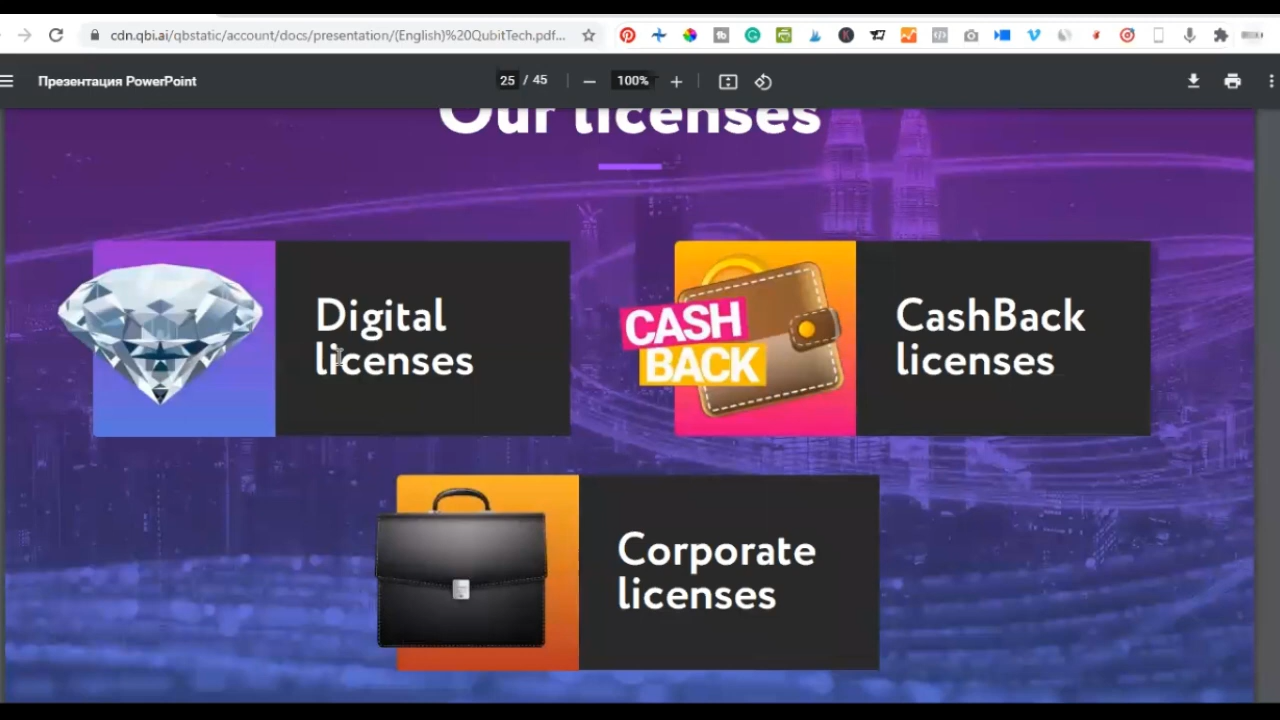 cdn.qbi.ai/qbstatic/account/docs/presentation/(English)%20QubitTech.pdf...
Презентация PowerPoint
25 / 45
100%
Our licenses
Digital
licenses
CASH
BACK
CashBack
licenses
Corporate
licenses